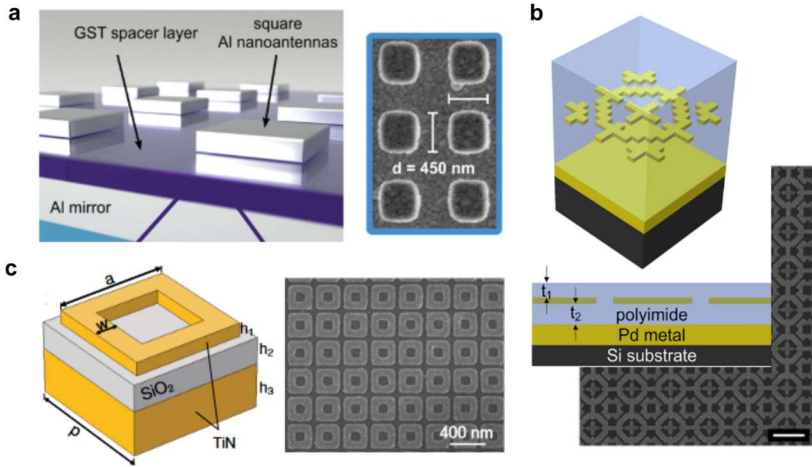 a
GST spacer layer
square
Al nanoantennas
Al mirror
d = 450 nm
b
t₁
t₂
polyimide
Pd metal
Si substrate
c
a
w
h₁
h₂
h₃
SiO₂
p
TiN
400 nm